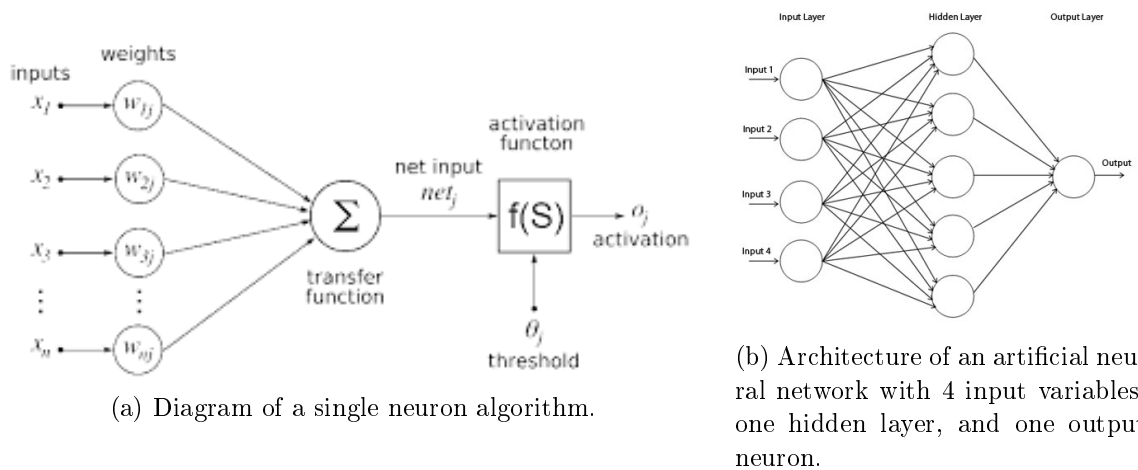 weights
inputs
x1 w1j
x2 w2j
x3 w3j
xn wnj
Σ
transfer
function
net input
netj
activation
functon
f(S)
oj
activation
θj
threshold
(a) Diagram of a single neuron algorithm.
Input Layer Hidden Layer Output Layer
Input 1
Input 2
Input 3
Input 4
Output
(b) Architecture of an artificial neu
ral network with 4 input variables
one hidden layer, and one output
neuron.